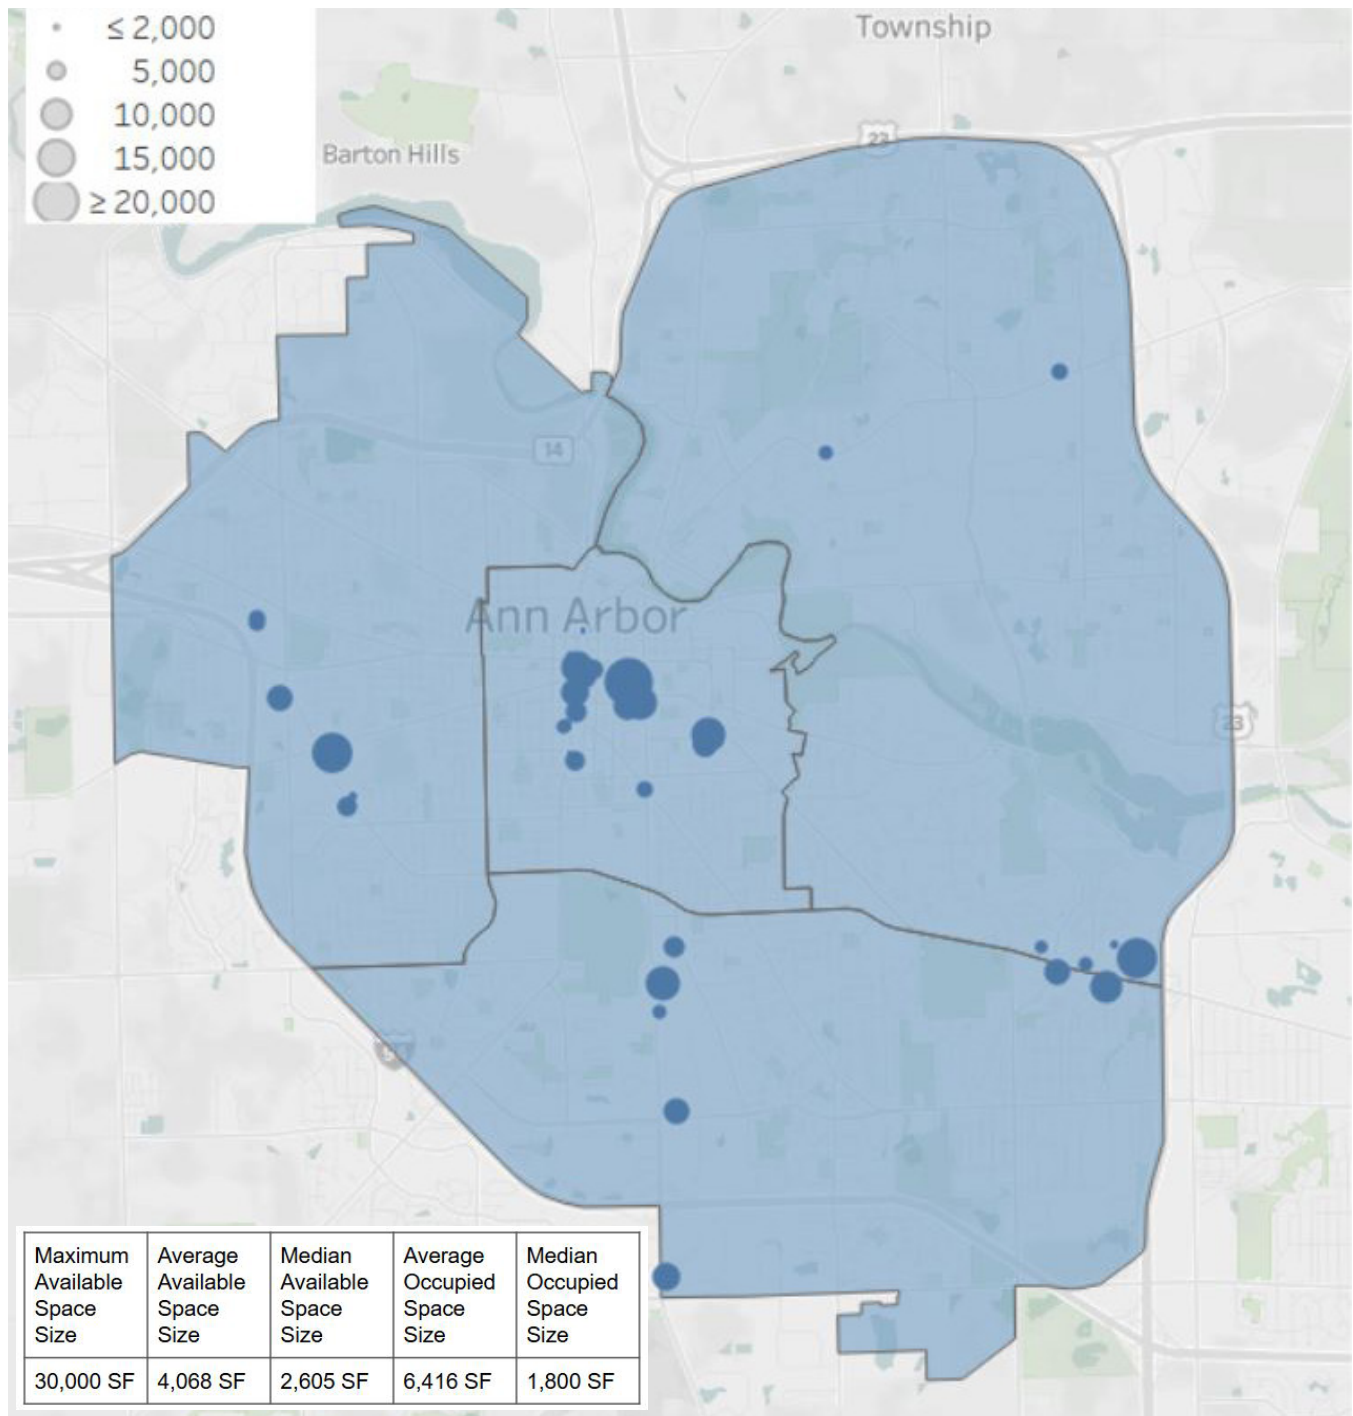 ≤ 2,000
5,000
10,000
15,000
≥ 20,000
Township
23
Barton Hills
14
Ann Arbor
23
Maximum
Available
Space
Size
Average
Available
Space
Size
Median
Available
Space
Size
Average
Occupied
Space
Size
Median
Occupied
Space
Size
30,000 SF
4,068 SF
2,605 SF
6,416 SF
1,800 SF